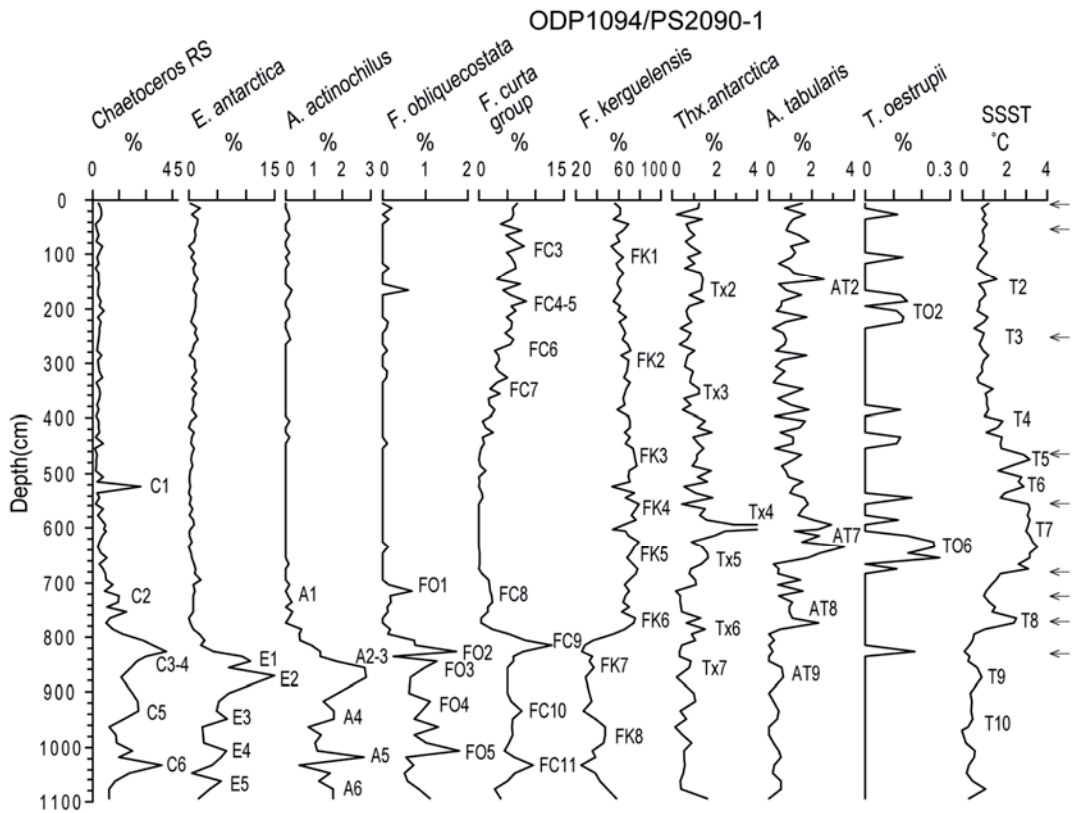 ODP1094/PS2090-1
Chaetoceros RS
E. antarctica
A. actinochilus
F. obliquecostata
F. curta
group
F. kerguelensis
Thx.antarctica
A. tabularis
T. oestrupii
SSST
% % % % % % % % % °C
0 45 0 15 0 1 2 3 0 1 2 0 15 20 60 100 0 2 4 0 2 4 0 0.3 0 2 4
0
100 FC3 FK1
Tx2 AT2 T2
200 FC4-5 TO2
T3
300 FC6 FK2
FC7 Tx3
400 T4
FK3 T5
500 C1 T6
FK4 Tx4
600 AT7 T7
FK5 Tx5 TO6
700 C2 A1 FO1 FC8 AT8
FK6 Tx6 T8
800 FC9
C3-4 E1 A2-3 FO2
E2 FO3 FK7 Tx7 AT9 T9
900
C5 E3 A4 FO4 FC10 T10
FK8
1000 E4 A5 FO5
C6 E5 A6 FC11
1100
Depth(cm)